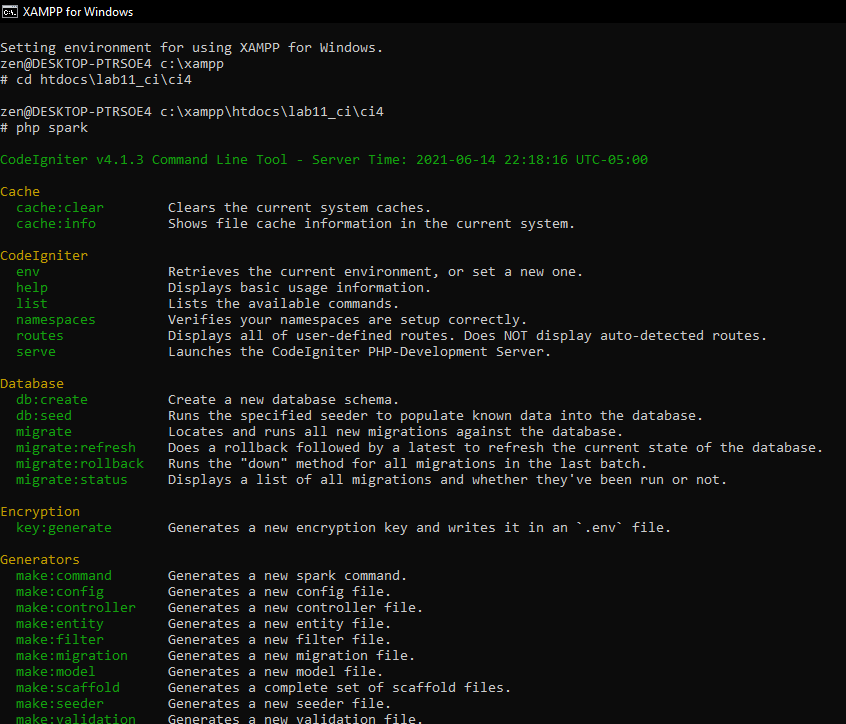 XAMPP for Windows
Setting environment for using XAMPP for Windows.
zen@DESKTOP-PTRSOE4 c:\xampp
# cd htdocs\lab11_ci\ci4
zen@DESKTOP-PTRSOE4 c:\xampp\htdocs\lab11_ci\ci4
# php spark
CodeIgniter v4.1.3 Command Line Tool - Server Time: 2021-06-14 22:18:16 UTC-05:00
Cache
cache:clear Clears the current system caches.
cache:info Shows file cache information in the current system.
CodeIgniter
env Retrieves the current environment, or set a new one.
help Displays basic usage information.
list Lists the available commands.
namespaces Verifies your namespaces are setup correctly.
routes Displays all of user-defined routes. Does NOT display auto-detected routes.
serve Launches the CodeIgniter PHP-Development Server.
Database
db:create Create a new database schema.
db:seed Runs the specified seeder to populate known data into the database.
migrate Locates and runs all new migrations against the database.
migrate:refresh Does a rollback followed by a latest to refresh the current state of the database.
migrate:rollback Runs the "down" method for all migrations in the last batch.
migrate:status Displays a list of all migrations and whether they've been run or not.
Encryption
key:generate Generates a new encryption key and writes it in an `.env` file.
Generators
make:command Generates a new spark command.
make:config Generates a new config file.
make:controller Generates a new controller file.
make:entity Generates a new entity file.
make:filter Generates a new filter file.
make:migration Generates a new migration file.
make:model Generates a new model file.
make:scaffold Generates a complete set of scaffold files.
make:seeder Generates a new seeder file.
make:validation Generates a new validation file.